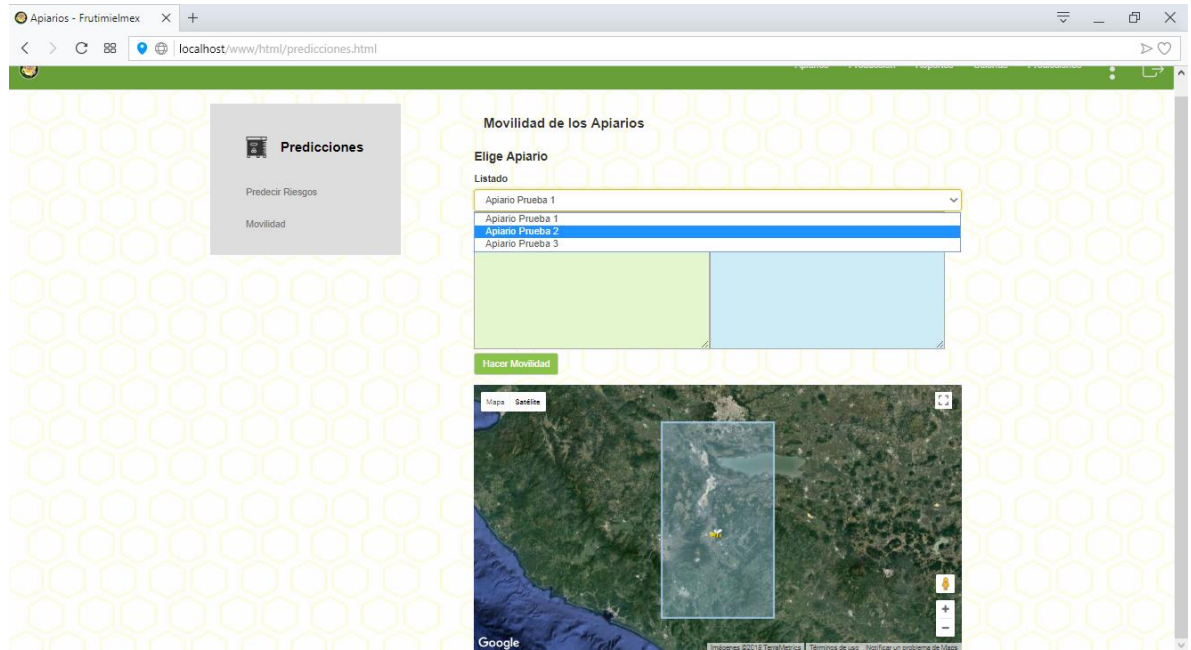 Apiarios - Frutimielmex
localhost/www/html/predicciones.html
Predicciones
Predecir Riesgos
Movilidad
Movilidad de los Apiarios
Elige Apiario
Listado
Apiario Prueba 1
Apiario Prueba 1
Apiario Prueba 2
Apiario Prueba 3
Hacer Movilidad
Mapa Satélite
Google
Imágenes ©2018 TerraMetrics Términos de uso Notificar un problema de Maps